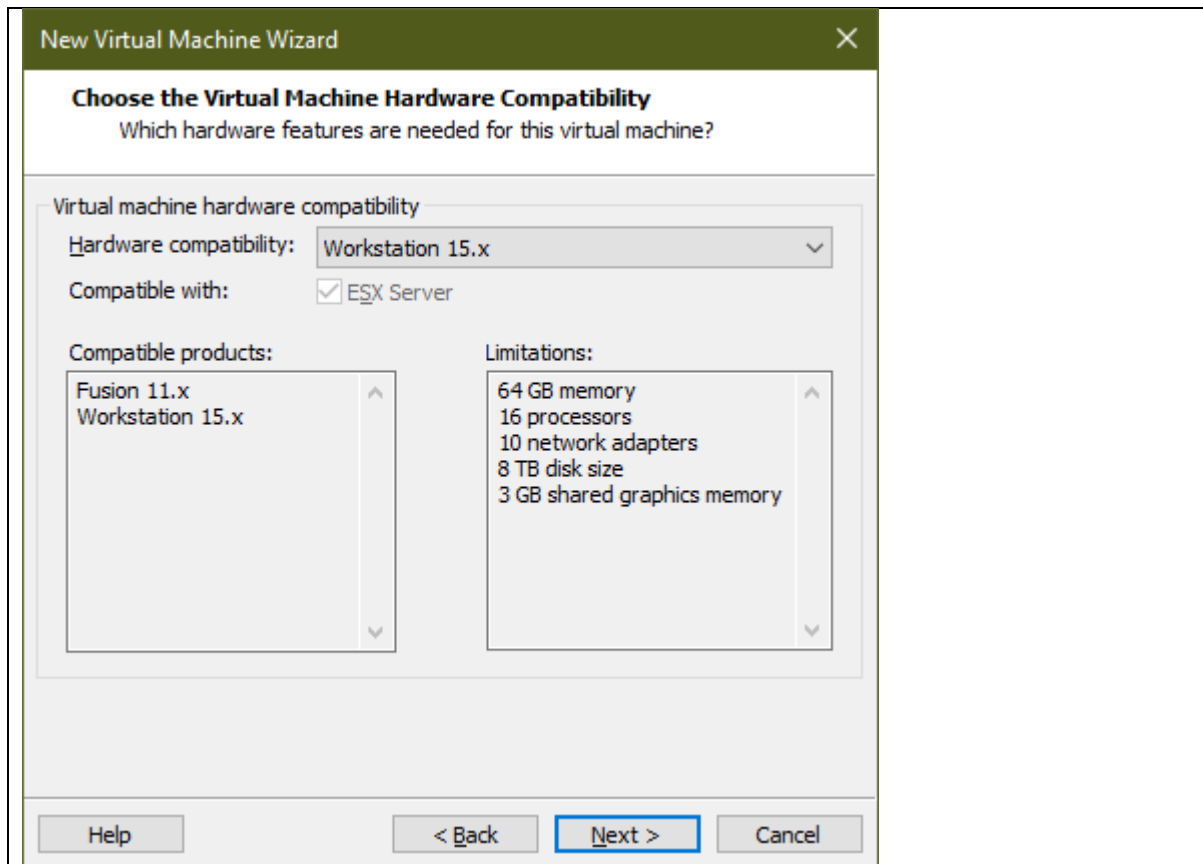 New Virtual Machine Wizard
Choose the Virtual Machine Hardware Compatibility
Which hardware features are needed for this virtual machine?
Virtual machine hardware compatibility
Hardware compatibility: Workstation 15.x
Compatible with: ESX Server
Compatible products:
Fusion 11.x
Workstation 15.x
Limitations:
64 GB memory
16 processors
10 network adapters
8 TB disk size
3 GB shared graphics memory
Help < Back Next > Cancel